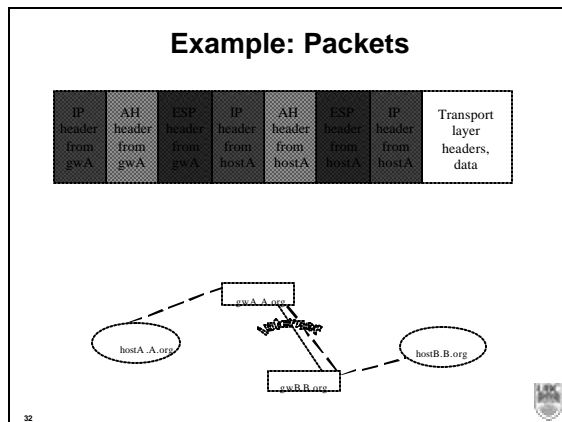 Example: Packets
IP header from gwA
AH header from gwA
ESP header from gwA
IP header from hostA
AH header from hostA
ESP header from hostA
IP header from hostA
Transport layer headers, data
gwA.A.org
Internet
hostA .A.org
hostB.B.org
gwB.B.org
32
UBC